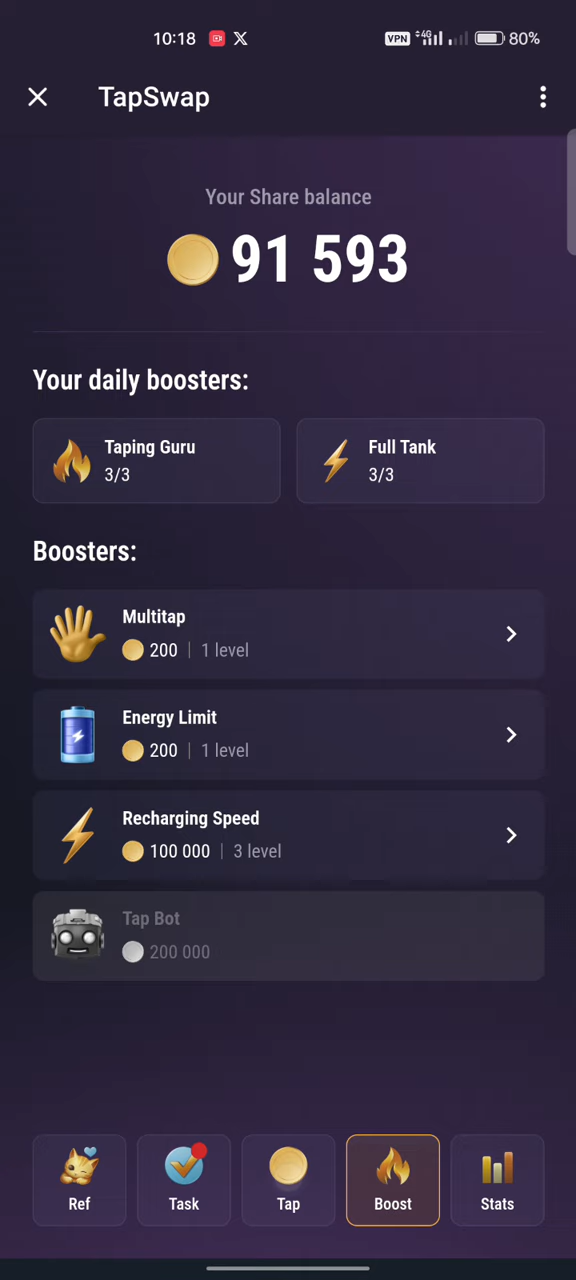 10:18 X VPN 4G 80%
TapSwap
Your Share balance
91 593
Your daily boosters:
Taping Guru
3/3
Full Tank
3/3
Boosters:
Multitap
200 | 1 level
Energy Limit
200 | 1 level
Recharging Speed
100 000 | 3 level
Tap Bot
200 000
Ref Task Tap Boost Stats